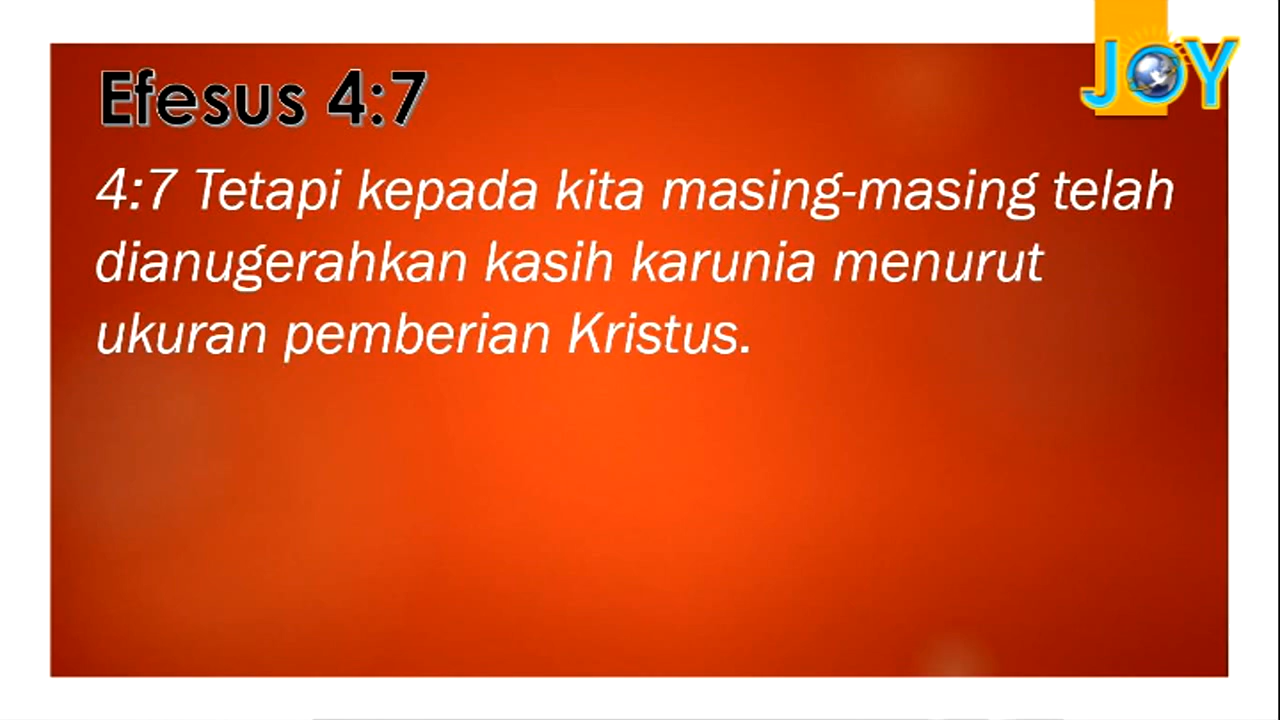 JOY
Efesus 4:7
4:7 Tetapi kepada kita masing-masing telah
dianugerahkan kasih karunia menurut
ukuran pemberian Kristus.